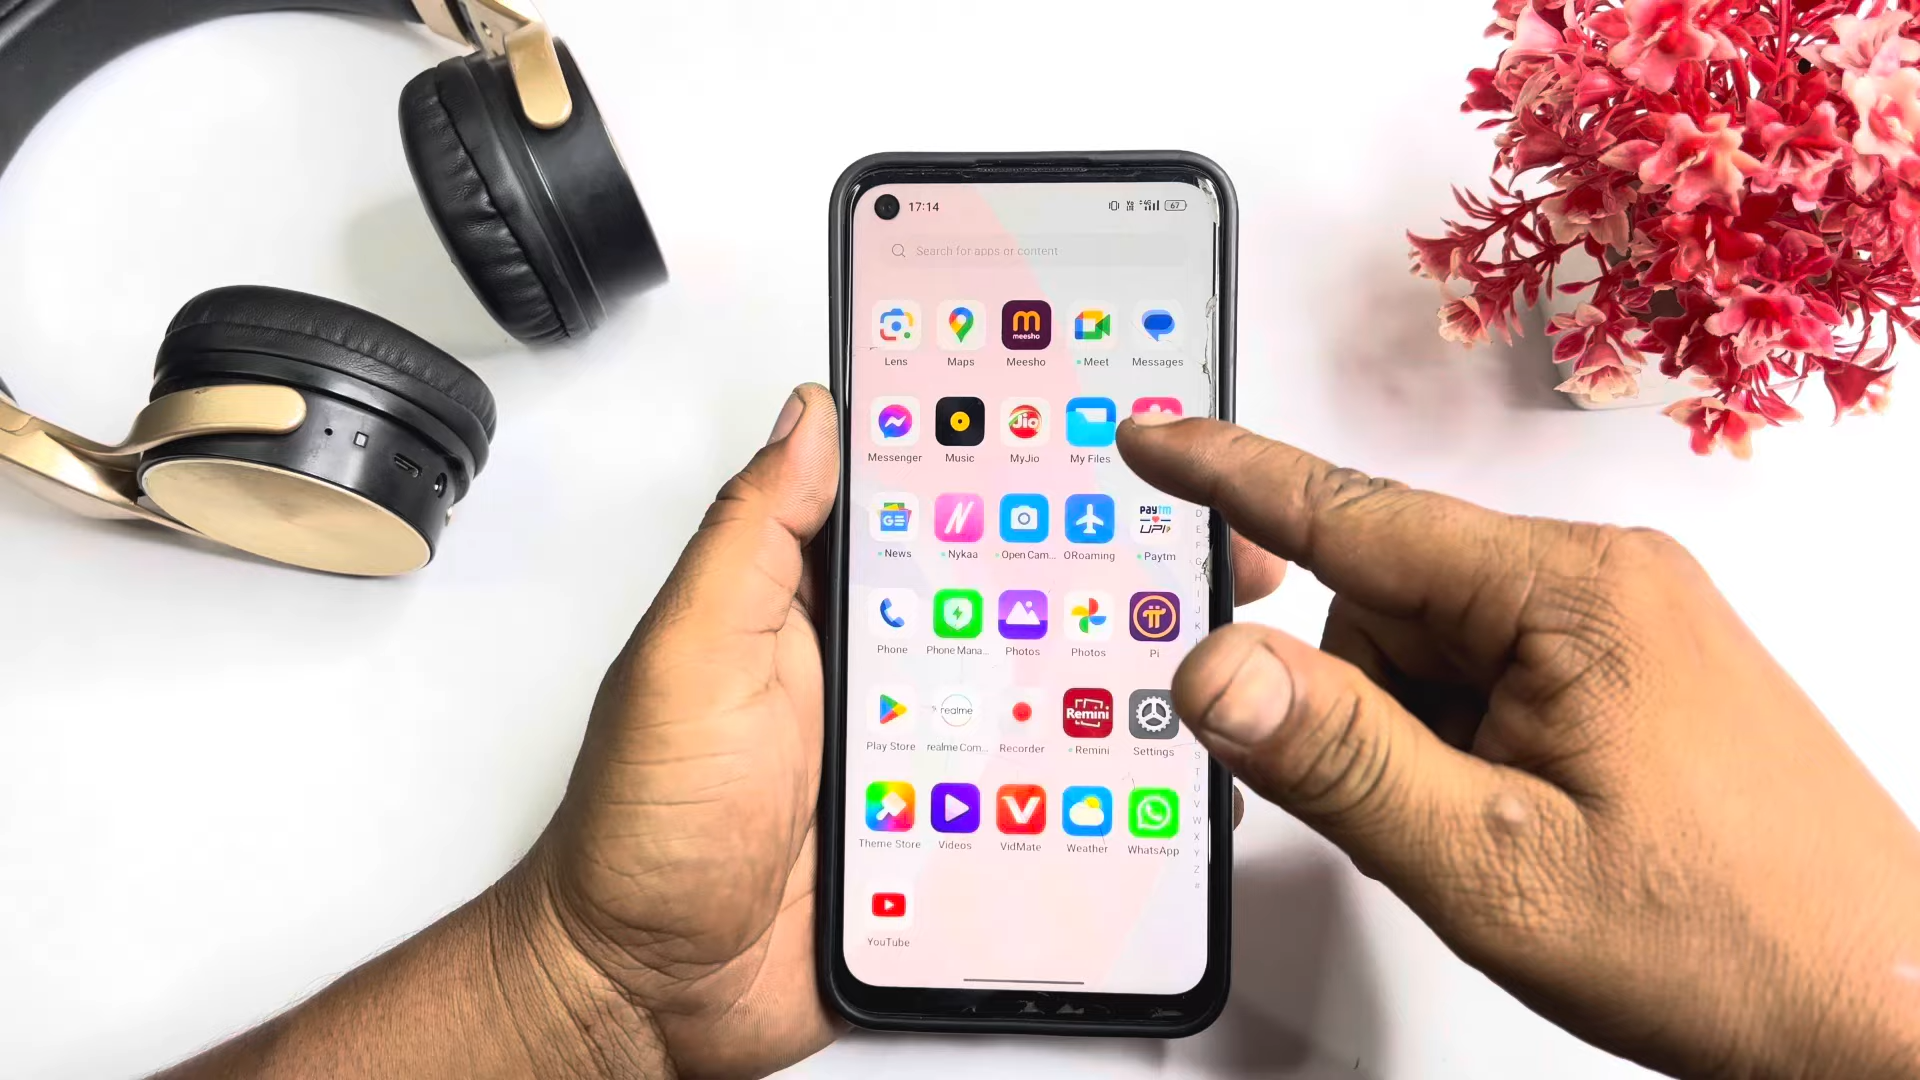 17:14 67
Search for apps or content
meesho
Lens Maps Meesho Meet Messages
Jio
Messenger Music MyJio My Files
GE N paytm
UPI
News Nykaa Open Cam... ORoaming Paytm
Phone Phone Mana... Photos Photos Pi
realme Remini
Play Store realme Com... Recorder Remini Settings
Theme Store Videos VidMate Weather WhatsApp
YouTube
D
E
F
G
H
I
J
K
S
T
U
V
W
X
Y
Z
#